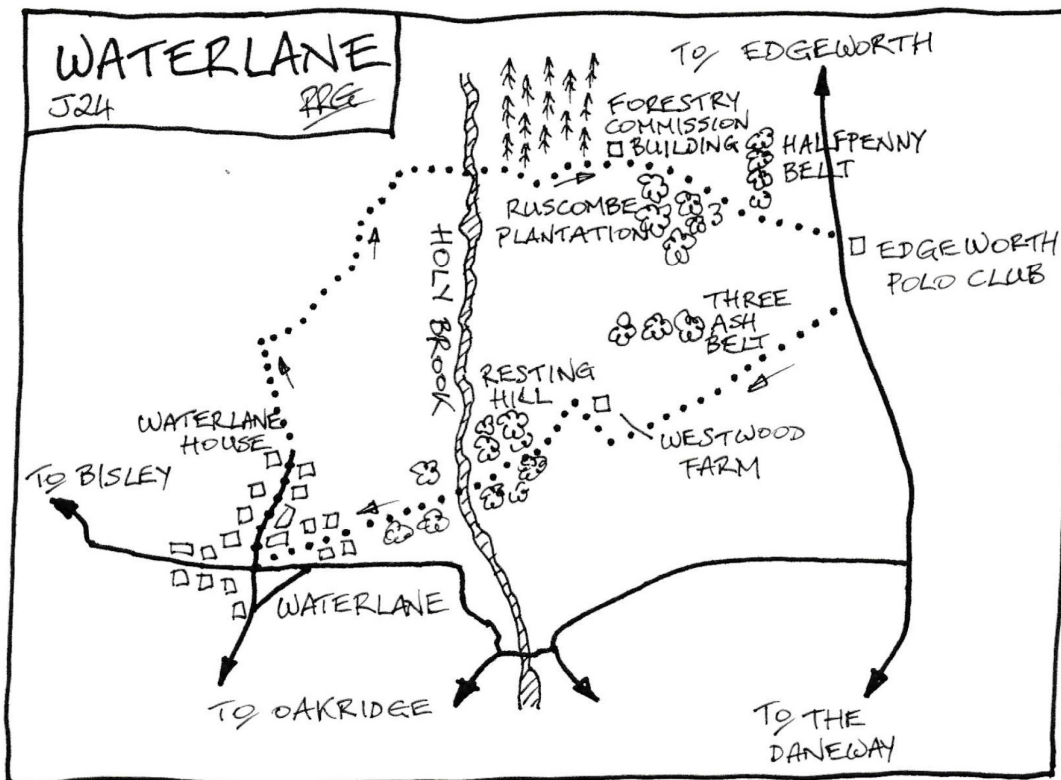 WATERLANE
J24
RRG
TO EDGEWORTH
FORESTRY
COMMISSION
BUILDING
HALFPENNY
BELT
RUSCOMBE
PLANTATION
HOLY BROOK
EDGEWORTH
POLO CLUB
THREE
ASH
BELT
RESTING
HILL
WATERLANE
HOUSE
WESTWOOD
FARM
TO BISLEY
WATERLANE
TO OAKRIDGE
TO THE
DANEWAY